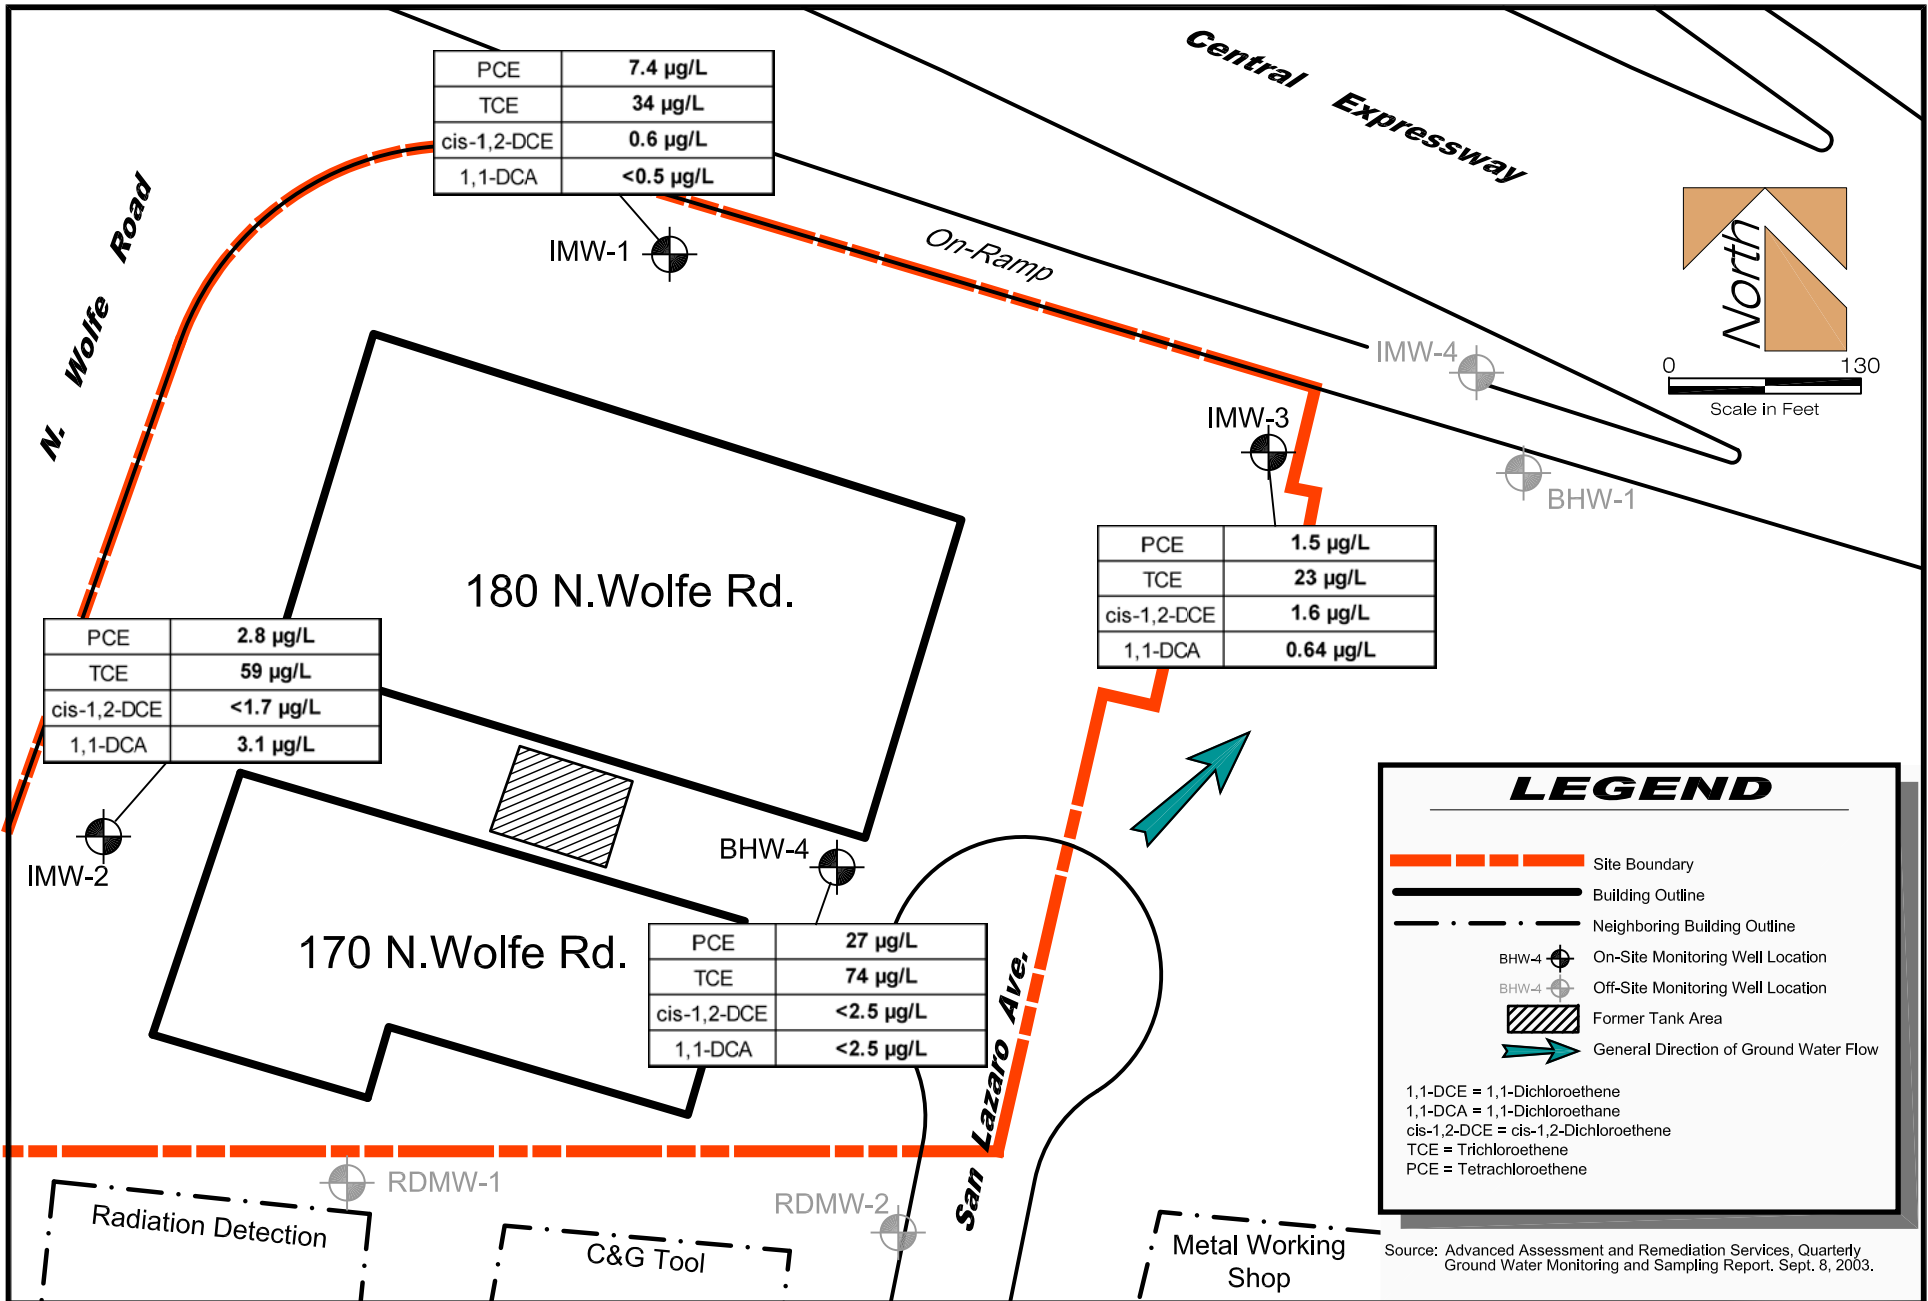 Central Expressway
PCE 7.4 µg/L
TCE 34 µg/L
cis-1,2-DCE 0.6 µg/L
1,1-DCA <0.5 µg/L
N. Wolfe Road
IMW-1
On-Ramp
North
0 130
Scale in Feet
IMW-4
IMW-3
BHW-1
180 N.Wolfe Rd.
PCE 1.5 µg/L
TCE 23 µg/L
cis-1,2-DCE 1.6 µg/L
1,1-DCA 0.64 µg/L
PCE 2.8 µg/L
TCE 59 µg/L
cis-1,2-DCE <1.7 µg/L
1,1-DCA 3.1 µg/L
IMW-2
BHW-4
170 N.Wolfe Rd.
PCE 27 µg/L
TCE 74 µg/L
cis-1,2-DCE <2.5 µg/L
1,1-DCA <2.5 µg/L
San Lazaro Ave.
RDMW-1
RDMW-2
Radiation Detection
C&G Tool
Metal Working
Shop
LEGEND
Site Boundary
Building Outline
Neighboring Building Outline
BHW-4 On-Site Monitoring Well Location
BHW-4 Off-Site Monitoring Well Location
Former Tank Area
General Direction of Ground Water Flow
1,1-DCE = 1,1-Dichloroethene
1,1-DCA = 1,1-Dichloroethane
cis-1,2-DCE = cis-1,2-Dichloroethene
TCE = Trichloroethene
PCE = Tetrachloroethene
Source: Advanced Assessment and Remediation Services, Quarterly
Ground Water Monitoring and Sampling Report. Sept. 8, 2003.